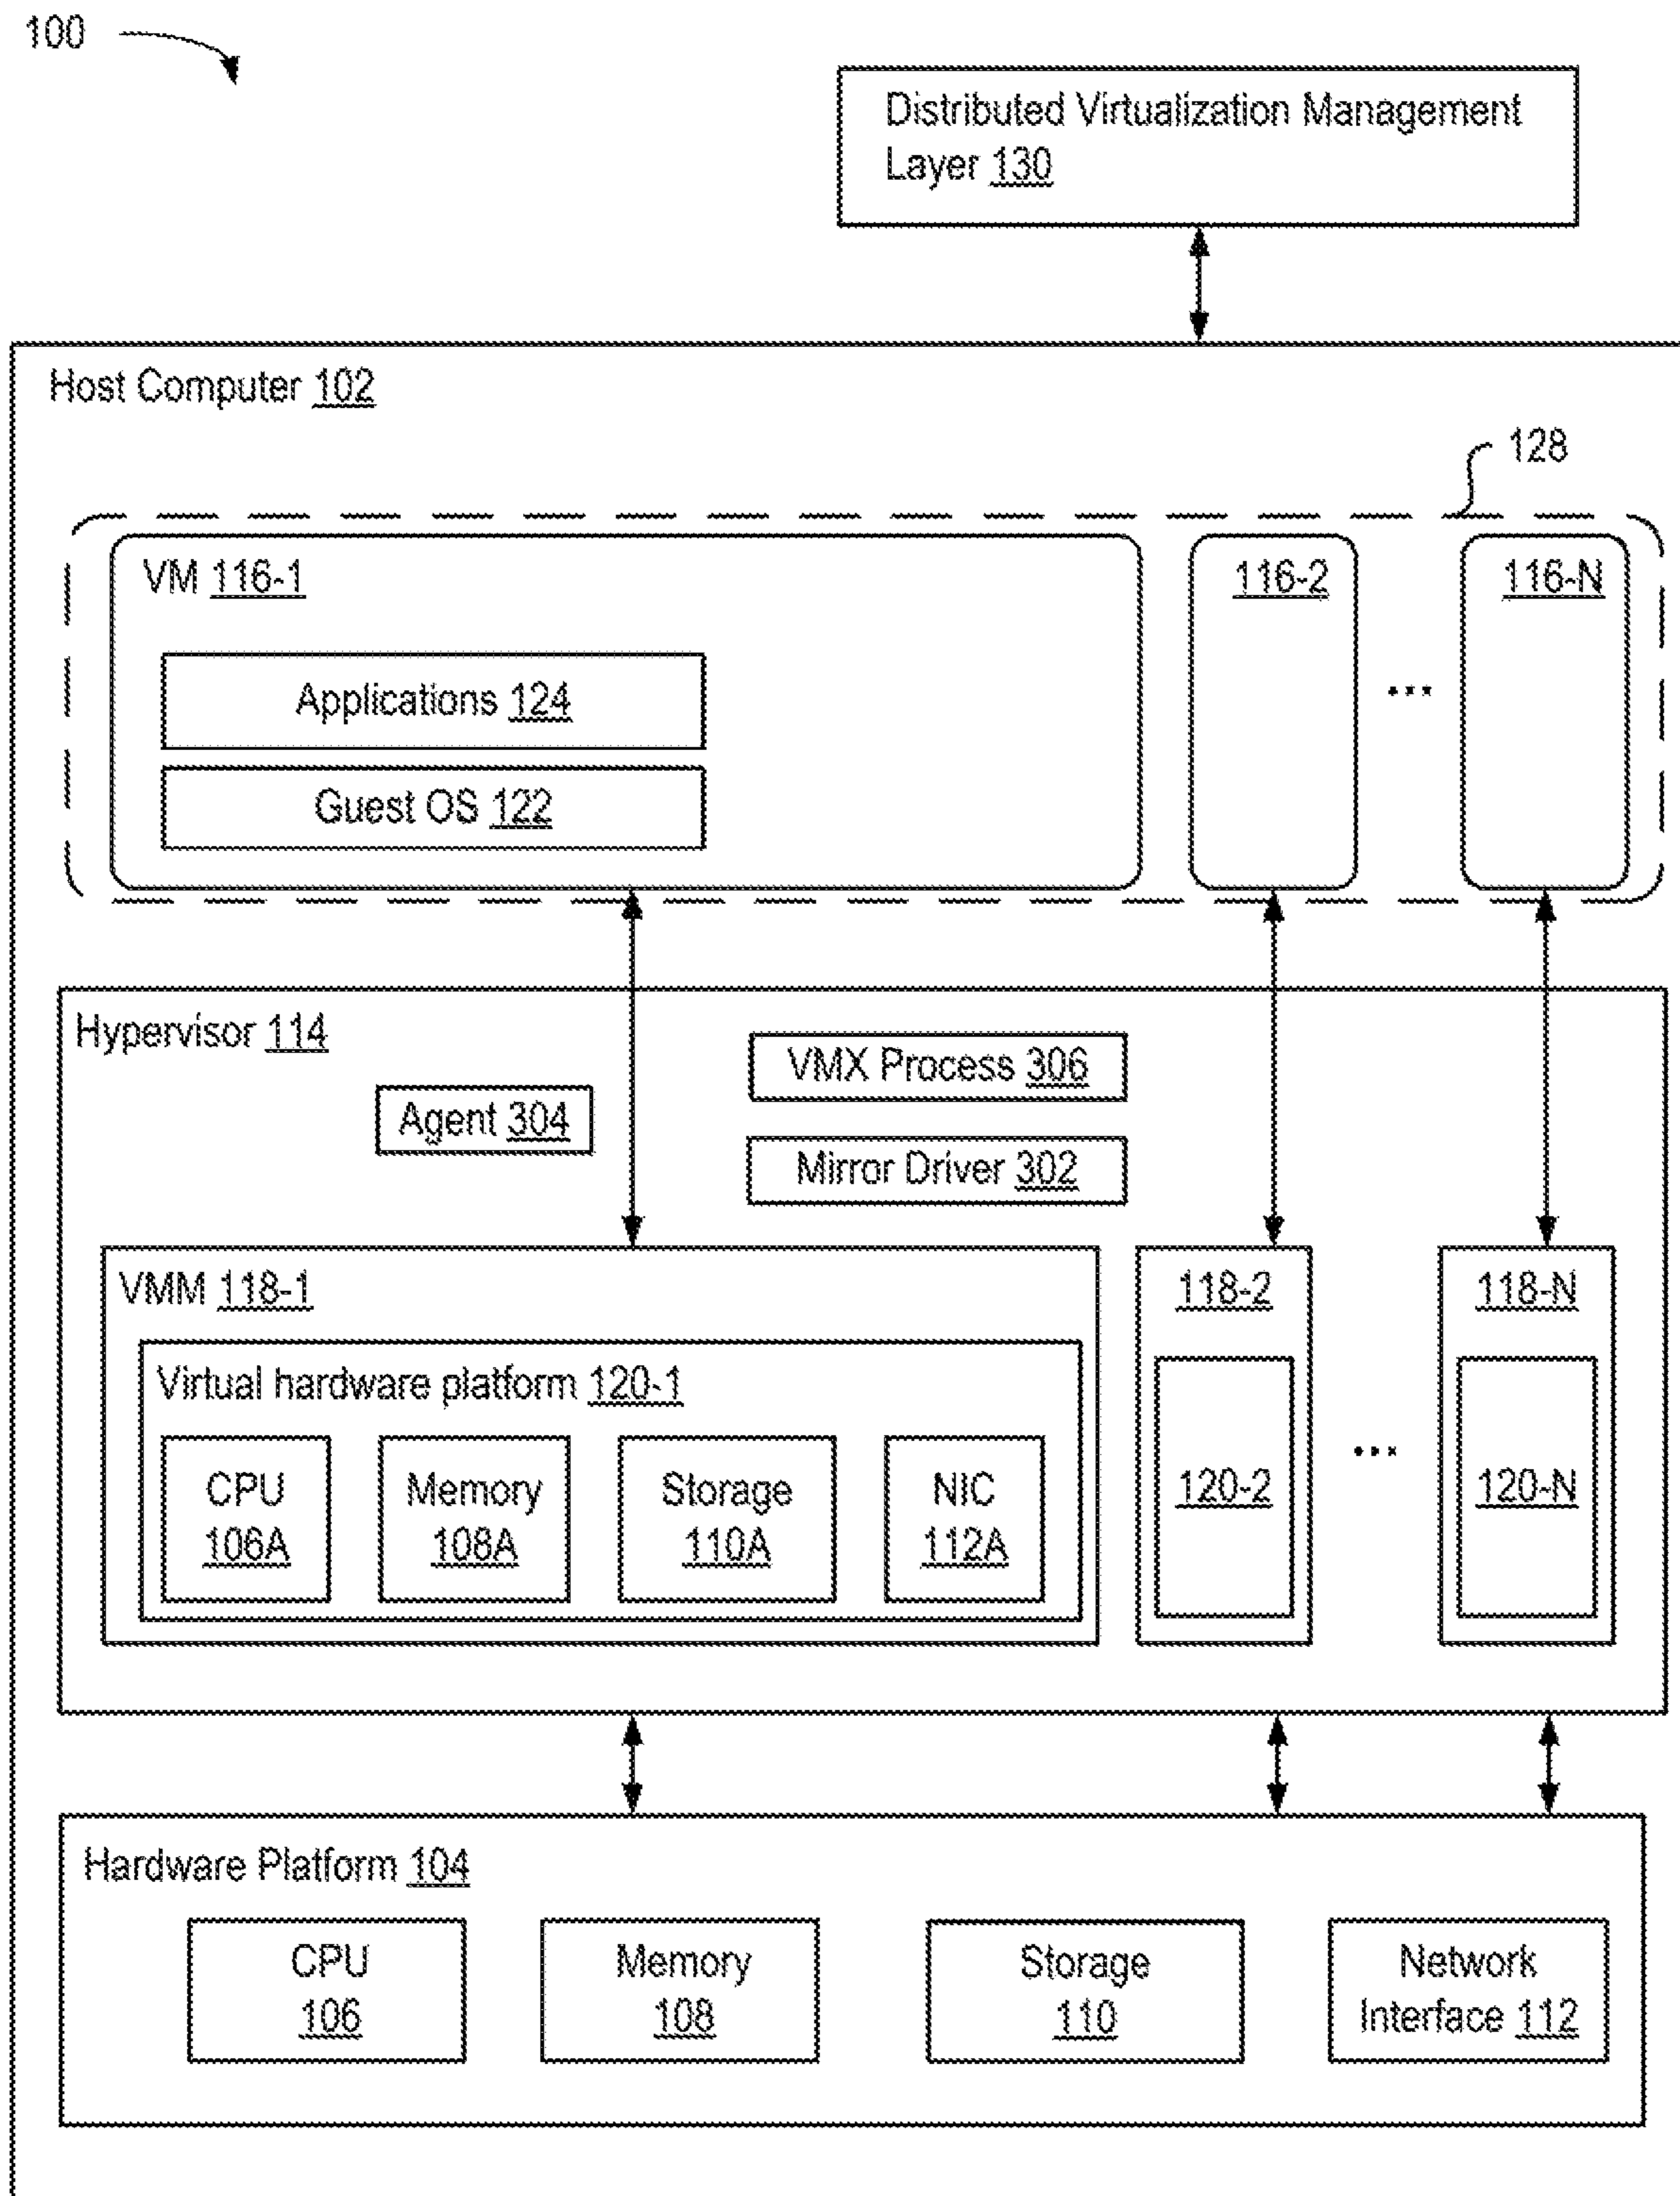 100
Distributed Virtualization Management
Layer 130
Host Computer 102
128
VM 116-1
116-2
...
116-N
Applications 124
Guest OS 122
Hypervisor 114
VMX Process 306
Agent 304
Mirror Driver 302
VMM 118-1
118-2
118-N
Virtual hardware platform 120-1
CPU
106A
Memory
108A
Storage
110A
NIC
112A
120-2
...
120-N
Hardware Platform 104
CPU
106
Memory
108
Storage
110
Network
Interface 112